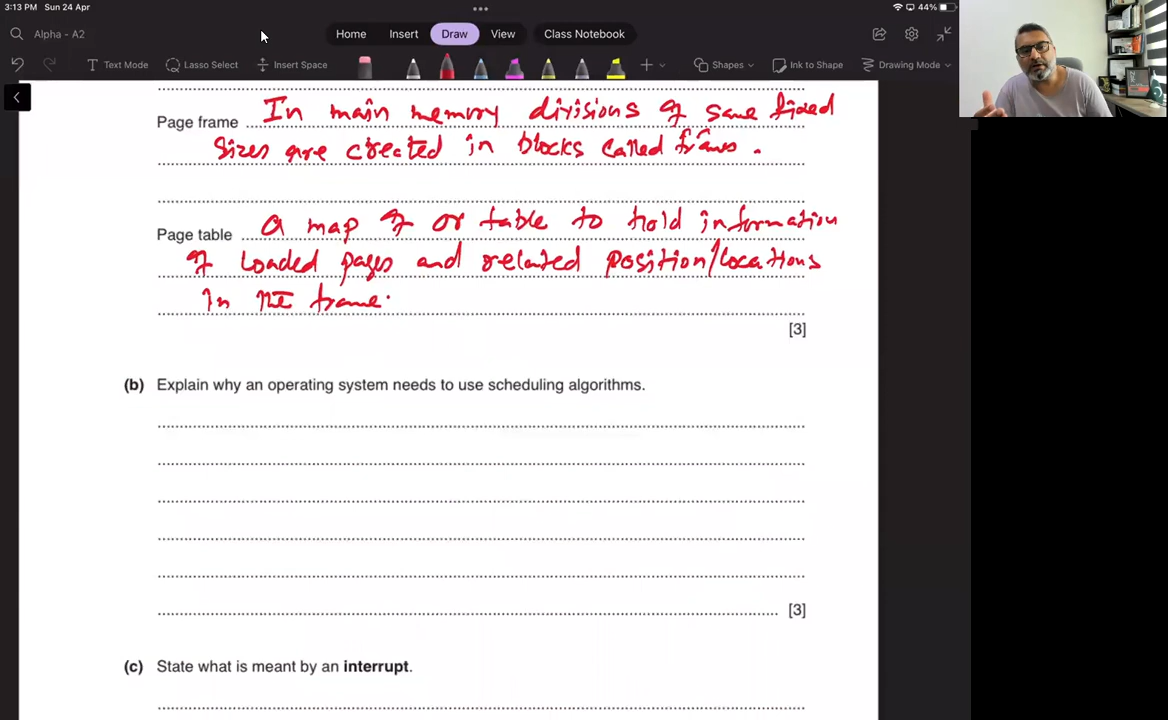 3:13 PM Sun 24 Apr
44%
Alpha - A2
Home Insert Draw View Class Notebook
Text Mode Lasso Select Insert Space Shapes Ink to Shape Drawing Mode
Page frame In main memory divisions of same fixed
sizes are created in blocks called frames.
Page table A map of or table to hold information
of loaded pages and related position/locations
in the frame.
[3]
(b) Explain why an operating system needs to use scheduling algorithms.
[3]
(c) State what is meant by an interrupt.